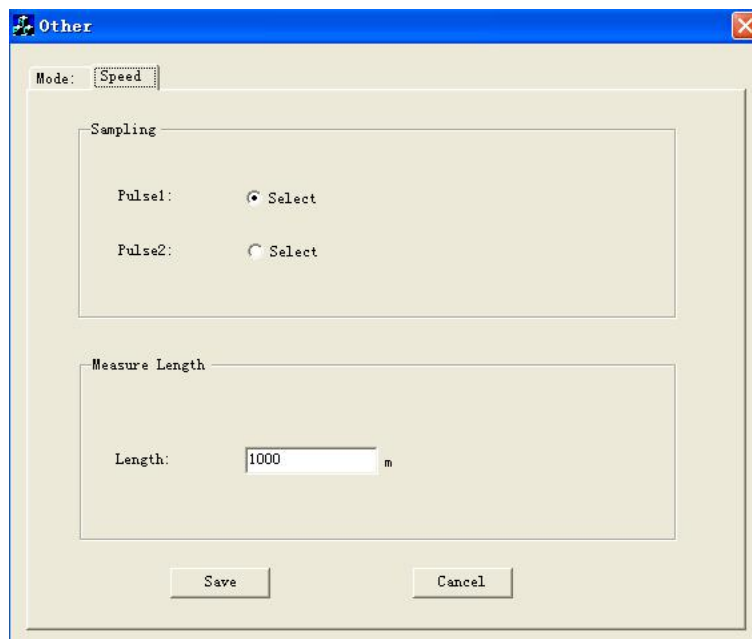 Other
Mode: Speed
Sampling
Pulse1: Select
Pulse2: Select
Measure Length
Length: 1000 m
Save Cancel